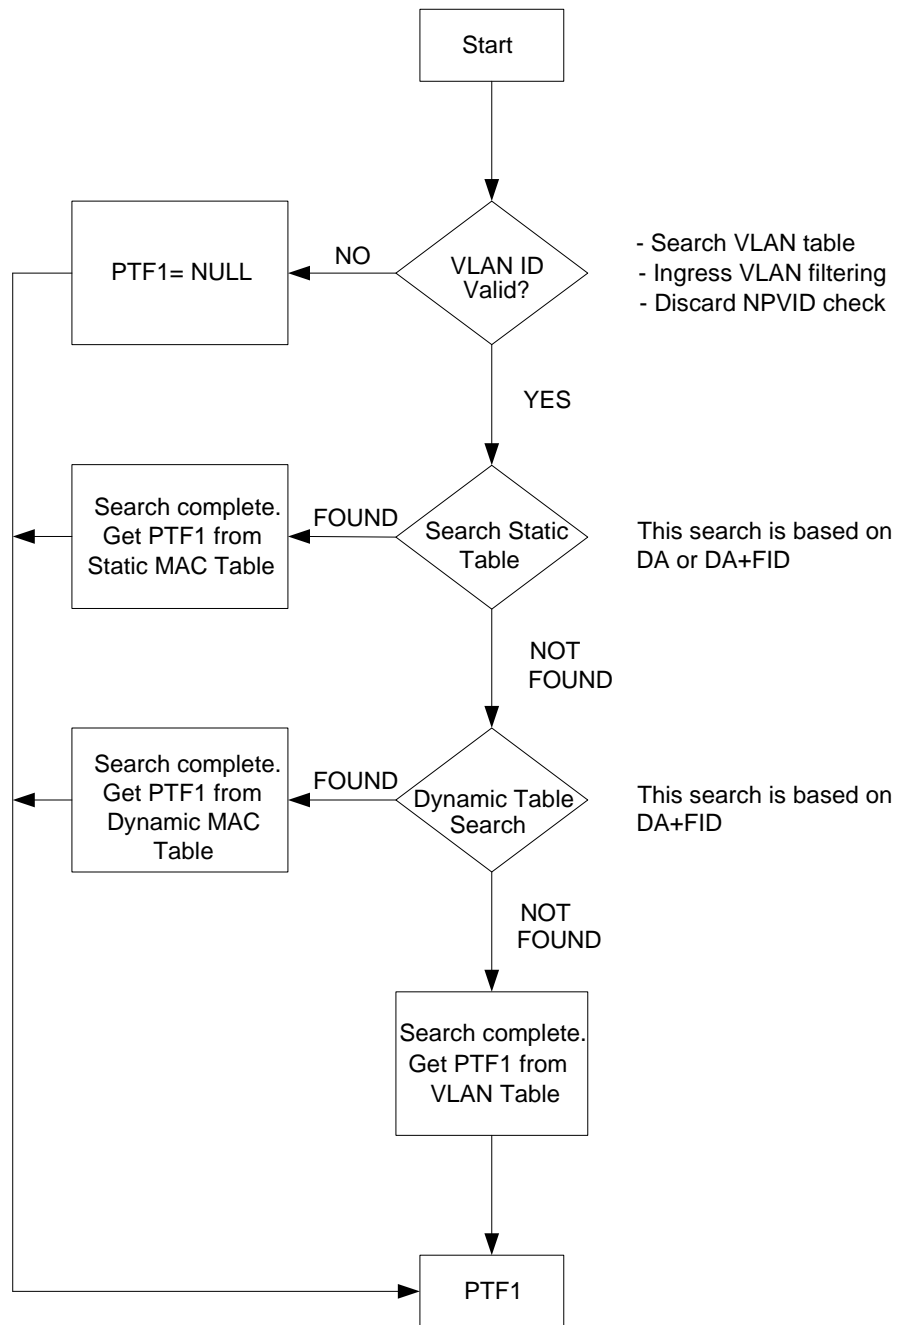 Start
VLAN ID
Valid?
NO
PTF1= NULL
- Search VLAN table
- Ingress VLAN filtering
- Discard NPVID check
YES
Search Static
Table
FOUND
Search complete.
Get PTF1 from
Static MAC Table
This search is based on
DA or DA+FID
NOT
FOUND
Dynamic Table
Search
FOUND
Search complete.
Get PTF1 from
Dynamic MAC
Table
This search is based on
DA+FID
NOT
FOUND
Search complete.
Get PTF1 from
VLAN Table
PTF1